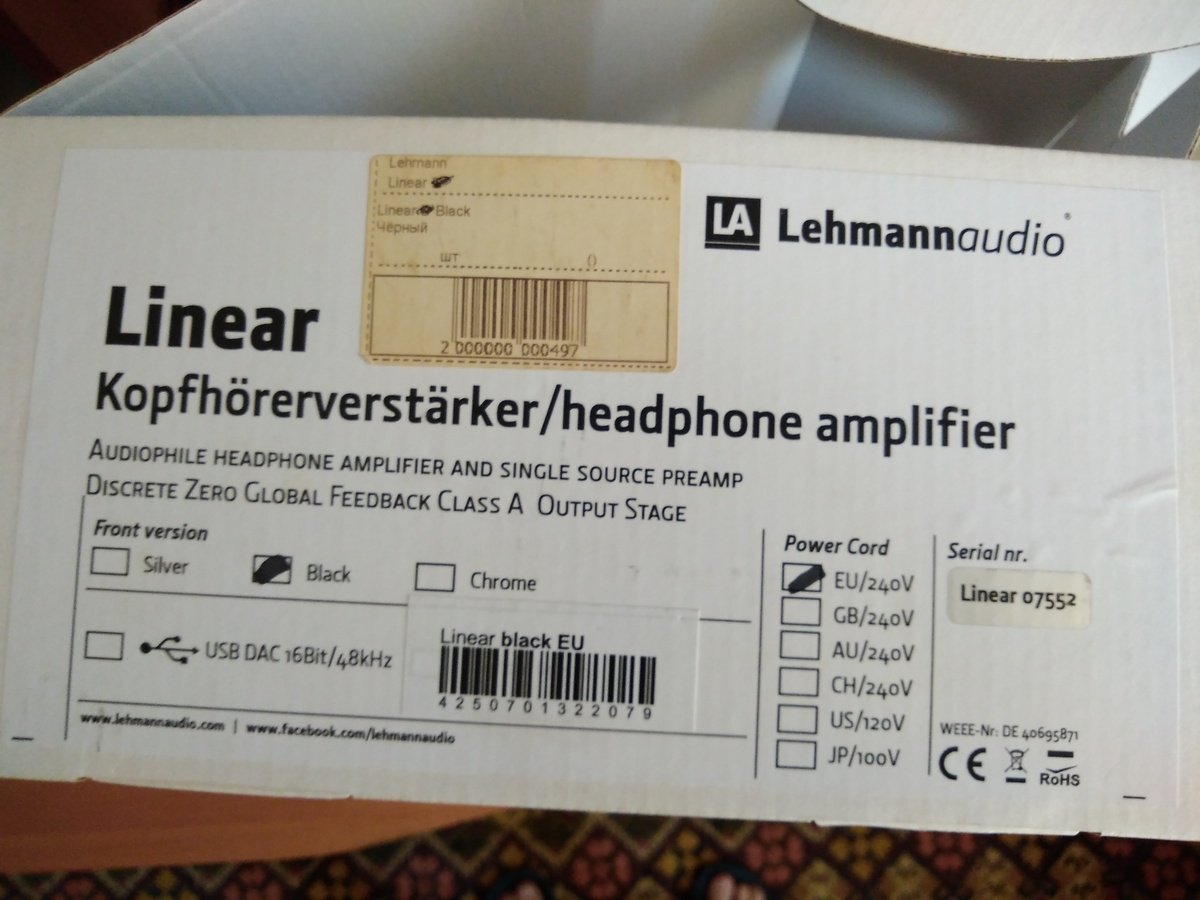 Lehmann
Linear
Linear Black
Черный
шт ()
2 000000 000497
LA Lehmannaudio®
Linear
Kopfhörerverstärker/headphone amplifier
AUDIOPHILE HEADPHONE AMPLIFIER AND SINGLE SOURCE PREAMP
DISCRETE ZERO GLOBAL FEEDBACK CLASS A OUTPUT STAGE
Front version
Silver
Black
Chrome
USB DAC 16Bit/48kHz
Linear black EU
4250701322079
www.lehmannaudio.com | www.facebook.com/lehmannaudio
Power Cord
EU/240V
GB/240V
AU/240V
CH/240V
US/120V
JP/100V
Serial nr.
Linear 07552
WEEE-Nr: DE 40695871
CE
RoHS